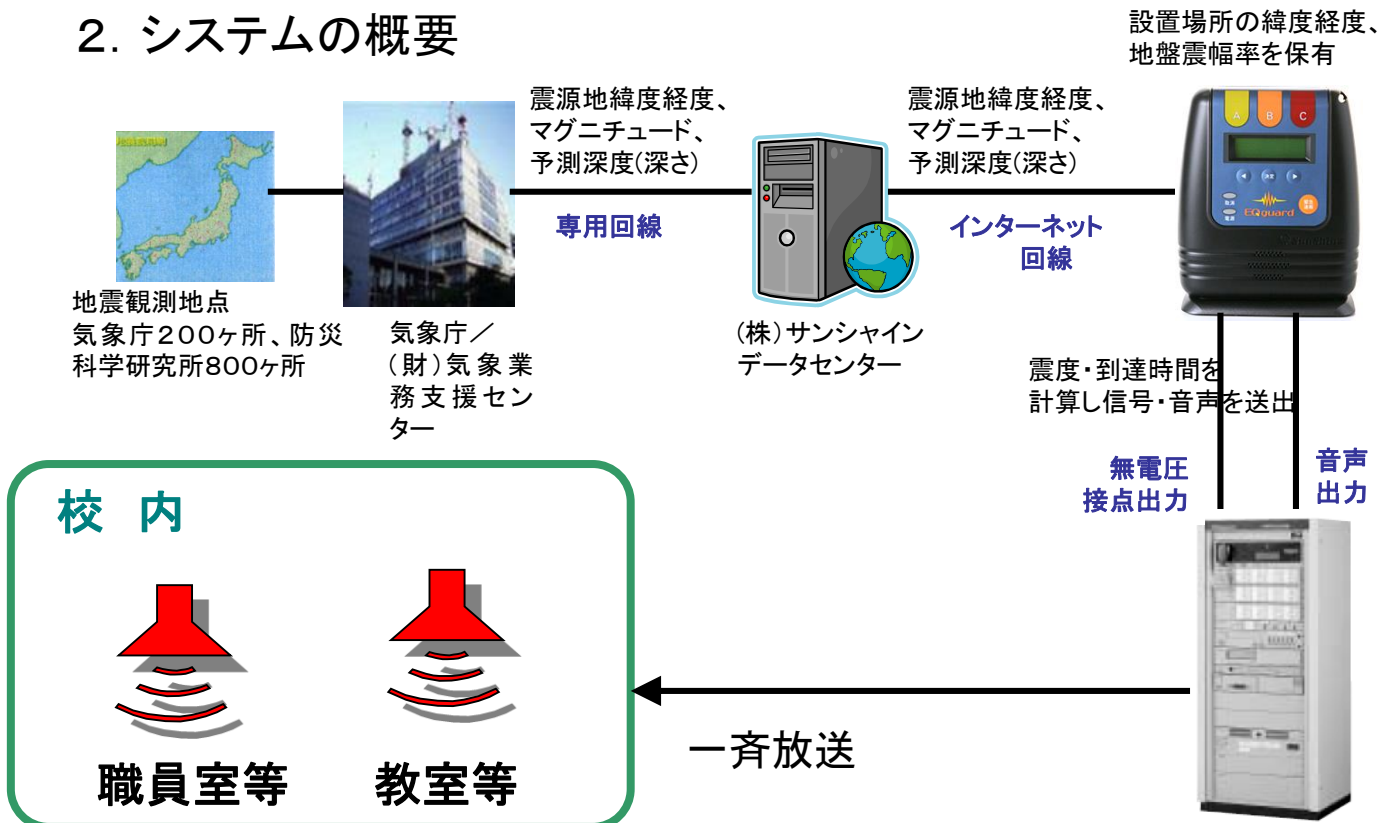 ２．システムの概要
設置場所の緯度経度、
地盤震幅率を保有
震源地緯度経度、
マグニチュード、
予測深度(深さ)
専用回線
震源地緯度経度、
マグニチュード、
予測深度(深さ)
インターネット
回線
A B C
決定
EQguard
地震観測地点
気象庁２００ヶ所、防災
科学研究所800ヶ所
気象庁／
(財)気象業
務支援セン
ター
(株)サンシャイン
データセンター
震度・到達時間を
計算し信号・音声を送出
無電圧
接点出力
音声
出力
校 内
職員室等
教室等
一斉放送